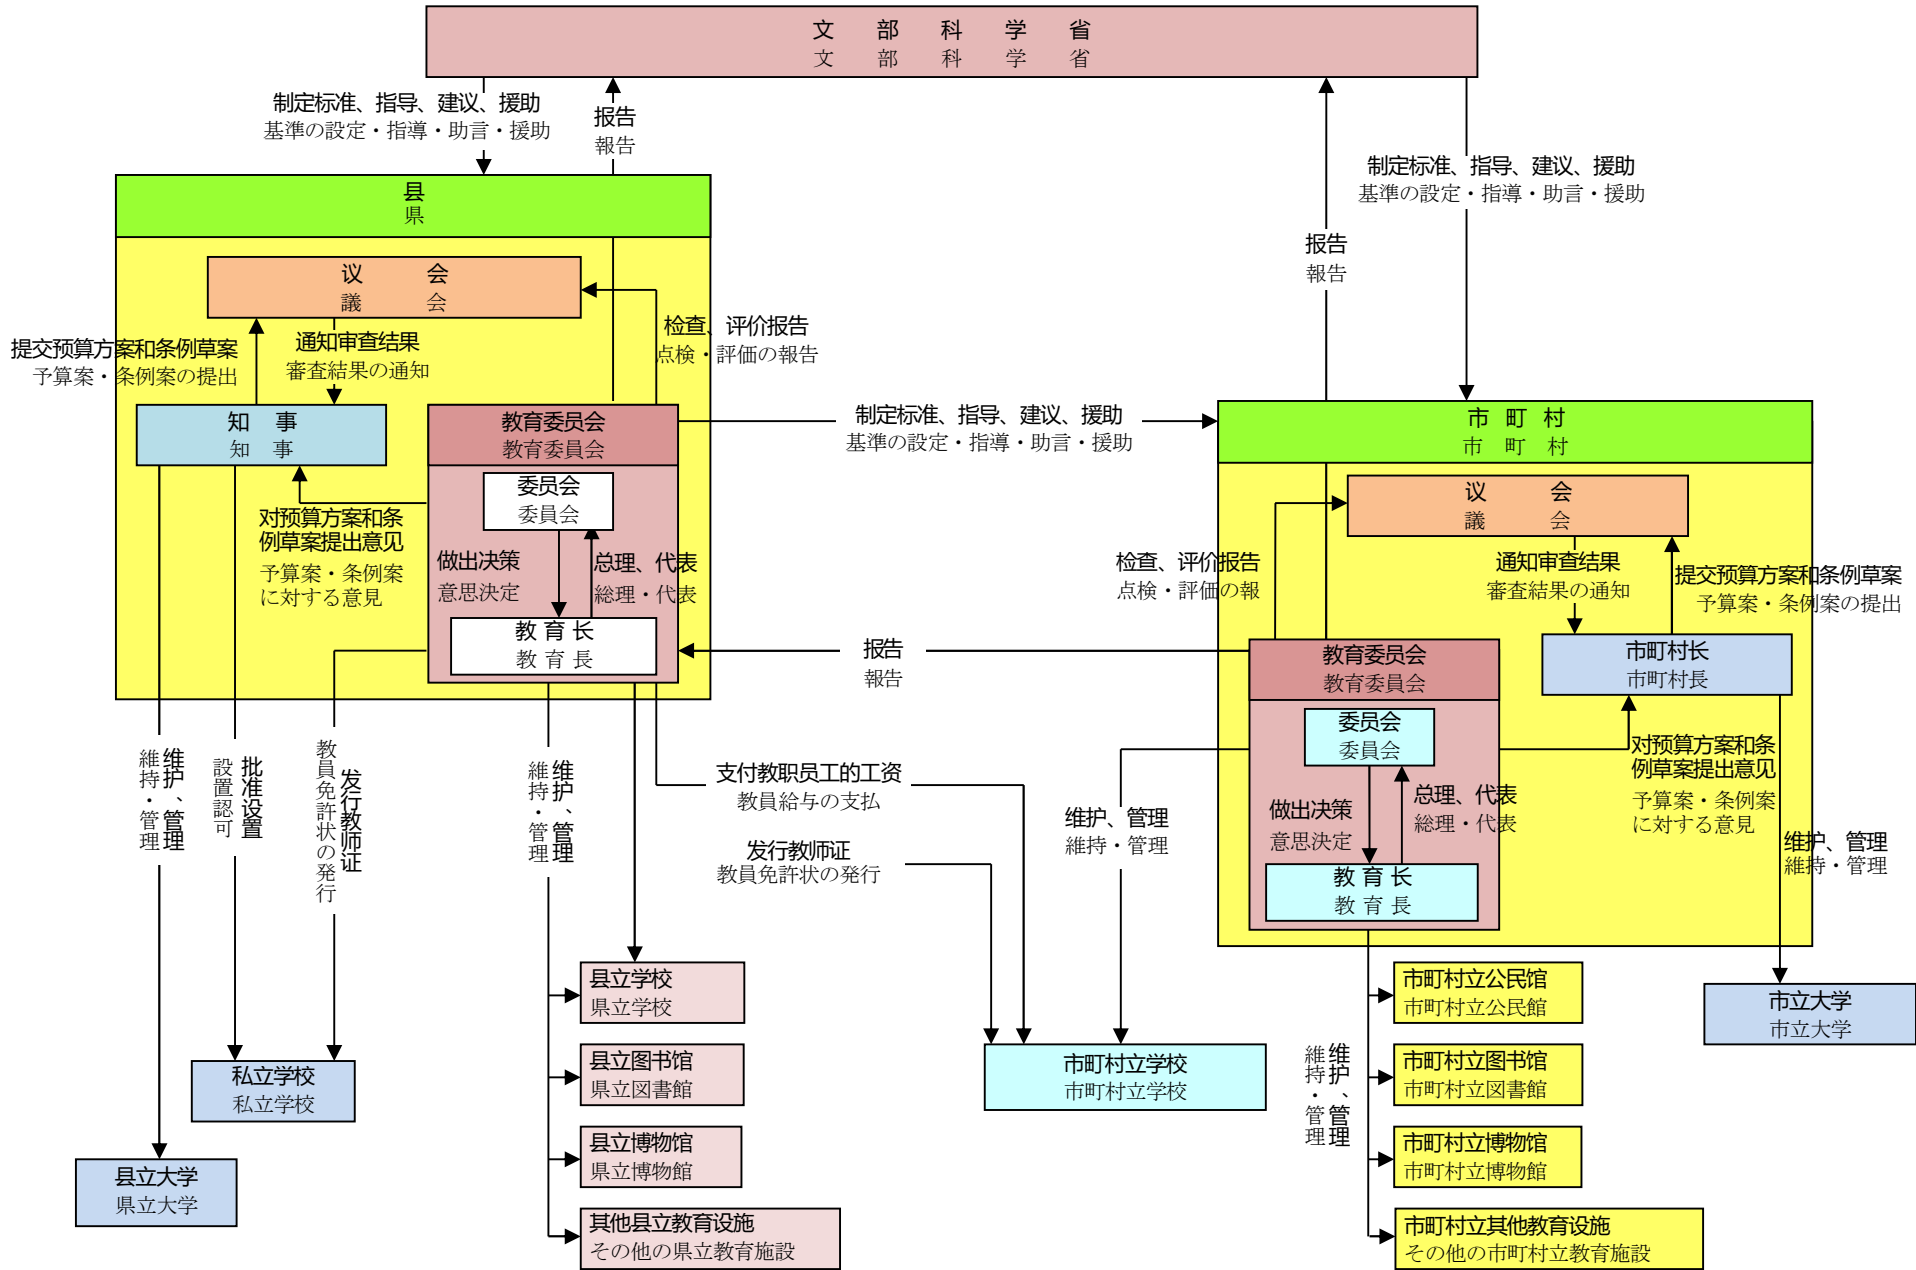 文 部 科 学 省
文 部 科 学 省
制定标准、指导、建议、援助
基準の設定・指導・助言・援助
报告
報告
制定标准、指导、建议、援助
基準の設定・指導・助言・援助
县
県
报告
報告
议 会
議 会
检查、评价报告
点検・評価の報告
提交预算方案和条例草案
予算案・条例案の提出
通知审查结果
審査結果の通知
知 事
知 事
教育委员会
教育委員会
制定标准、指导、建议、援助
基準の設定・指導・助言・援助
市 町 村
市 町 村
委员会
委員会
议 会
議 会
对预算方案和条
例草案提出意见
予算案・条例案
に対する意見
做出决策
意思決定
总理、代表
総理・代表
检查、评价报告
点検・評価の報
通知审查结果
審査結果の通知
提交预算方案和条例草案
予算案・条例案の提出
教 育 长
教 育 長
报告
報告
教育委员会
教育委員会
市町村长
市町村長
委员会
委員会
对预算方案和条
例草案提出意见
予算案・条例案
に対する意見
维护、管理
維持・管理
批准设置
設置認可
发行教师证
教員免許状の発行
维护、管理
維持・管理
支付教职员工的工资
教員給与の支払
发行教师证
教員免許状の発行
维护、管理
維持・管理
做出决策
意思決定
总理、代表
総理・代表
维护、管理
維持・管理
教 育 长
教 育 長
县立学校
県立学校
市町村立公民馆
市町村立公民館
市立大学
市立大学
私立学校
私立学校
县立图书馆
県立図書館
市町村立学校
市町村立学校
维护、管理
維持・管理
市町村立图书馆
市町村立図書館
县立博物馆
県立博物館
市町村立博物馆
市町村立博物館
县立大学
県立大学
其他县立教育设施
その他の県立教育施設
市町村立其他教育设施
その他の市町村立教育施設